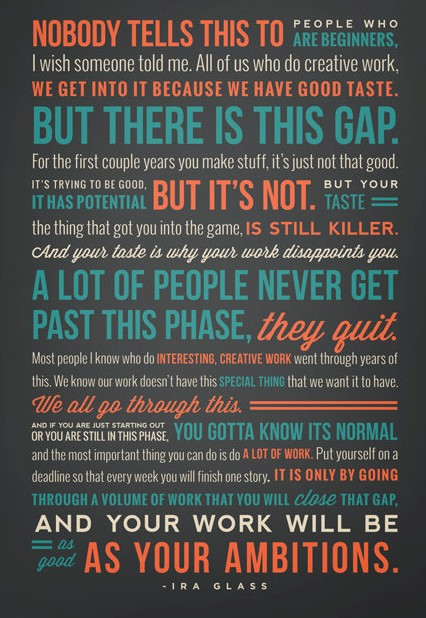 NOBODY TELLS THIS TO PEOPLE WHO ARE BEGINNERS,
I wish someone told me. All of us who do creative work,
WE GET INTO IT BECAUSE WE HAVE GOOD TASTE.
BUT THERE IS THIS GAP.
For the first couple years you make stuff, it's just not that good.
IT'S TRYING TO BE GOOD, IT HAS POTENTIAL BUT IT'S NOT. BUT YOUR TASTE
the thing that got you into the game, IS STILL KILLER.
And your taste is why your work disappoints you.
A LOT OF PEOPLE NEVER GET
PAST THIS PHASE, they quit.
Most people I know who do INTERESTING, CREATIVE WORK went through years of
this. We know our work doesn't have this SPECIAL THING that we want it to have.
We all go through this.
AND IF YOU ARE JUST STARTING OUT OR YOU ARE STILL IN THIS PHASE, YOU GOTTA KNOW ITS NORMAL
and the most important thing you can do is do A LOT OF WORK. Put yourself on a
deadline so that every week you will finish one story. IT IS ONLY BY GOING
THROUGH A VOLUME OF WORK THAT YOU WILL close THAT GAP,
AND YOUR WORK WILL BE
as good AS YOUR AMBITIONS.
-IRA GLASS